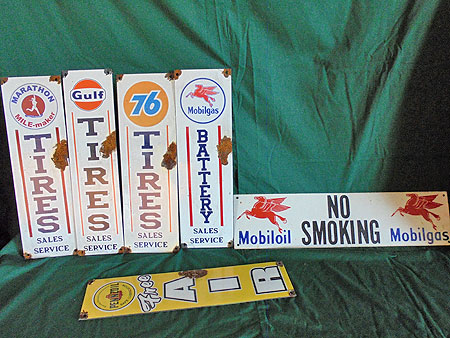 MARATHON
MILE-maker
TIRES
SALES
SERVICE
Gulf
TIRES
SALES
SERVICE
76
TIRES
SALES
SERVICE
Mobilgas
BATTERY
SALES
SERVICE
NO
SMOKING
Mobiloil
Mobilgas
PENNZOIL
Free
AIR